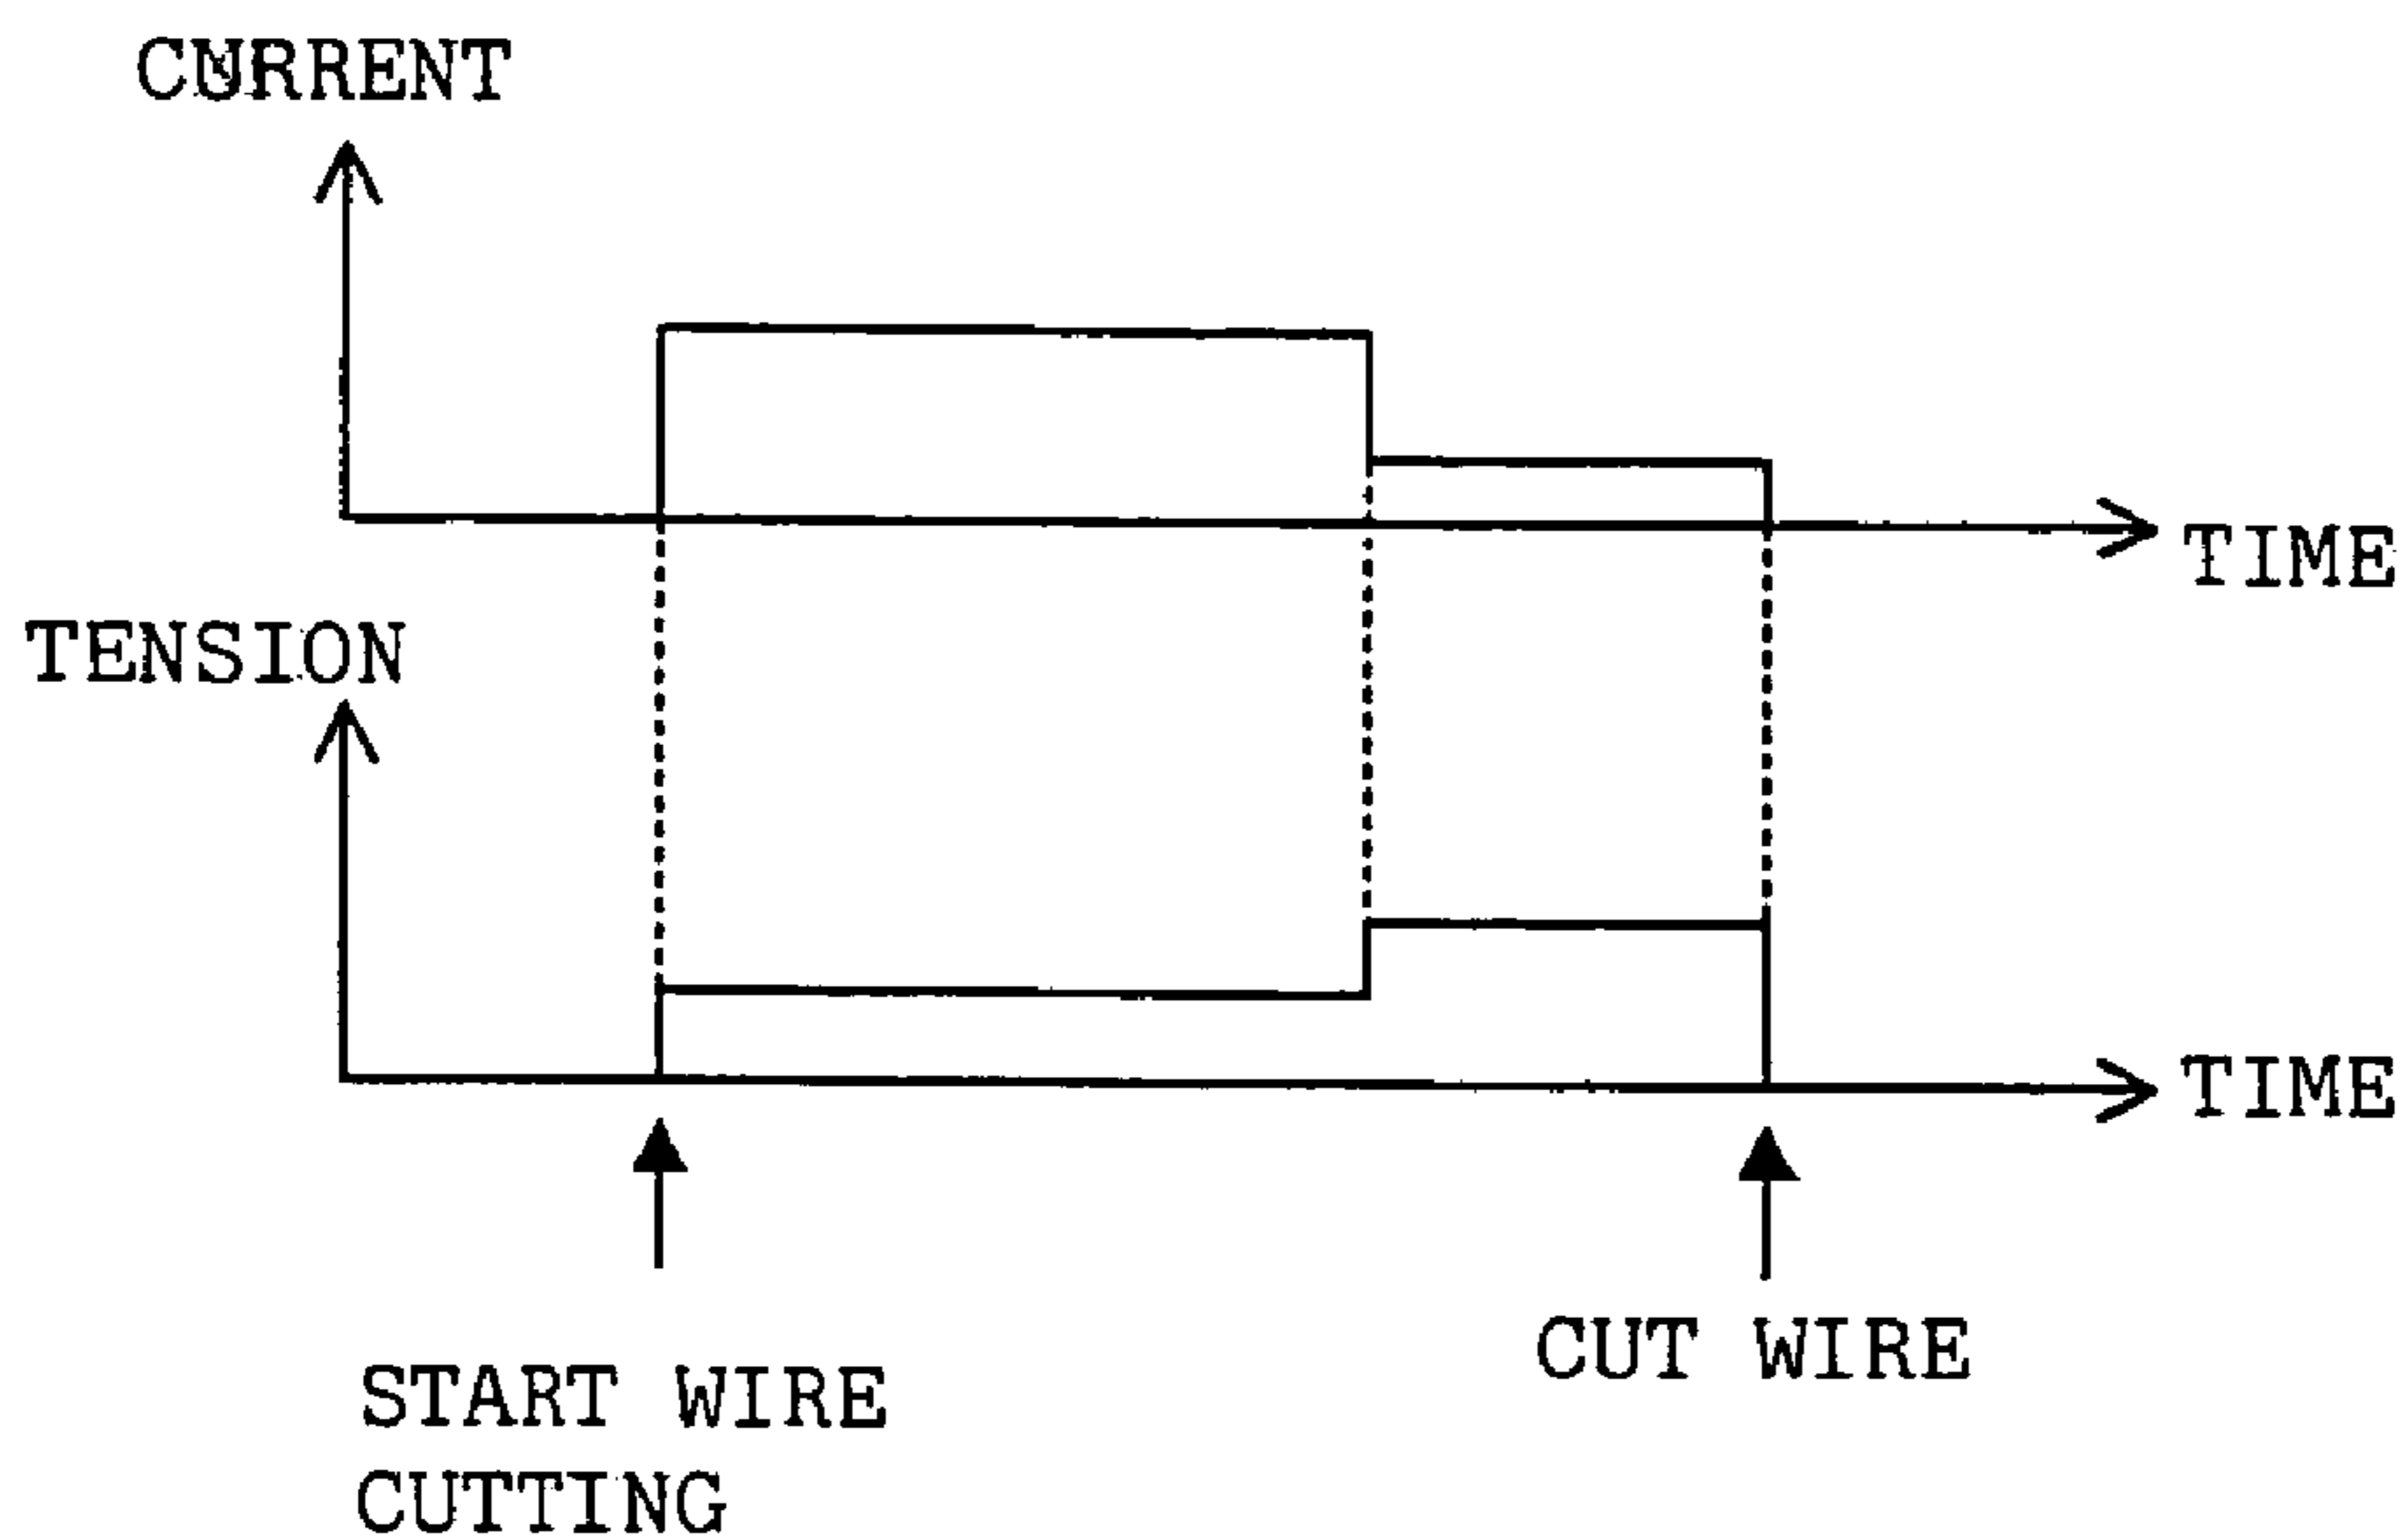 CURRENT
TIME
TENSION
TIME
CUT WIRE
START WIRE
CUTTING